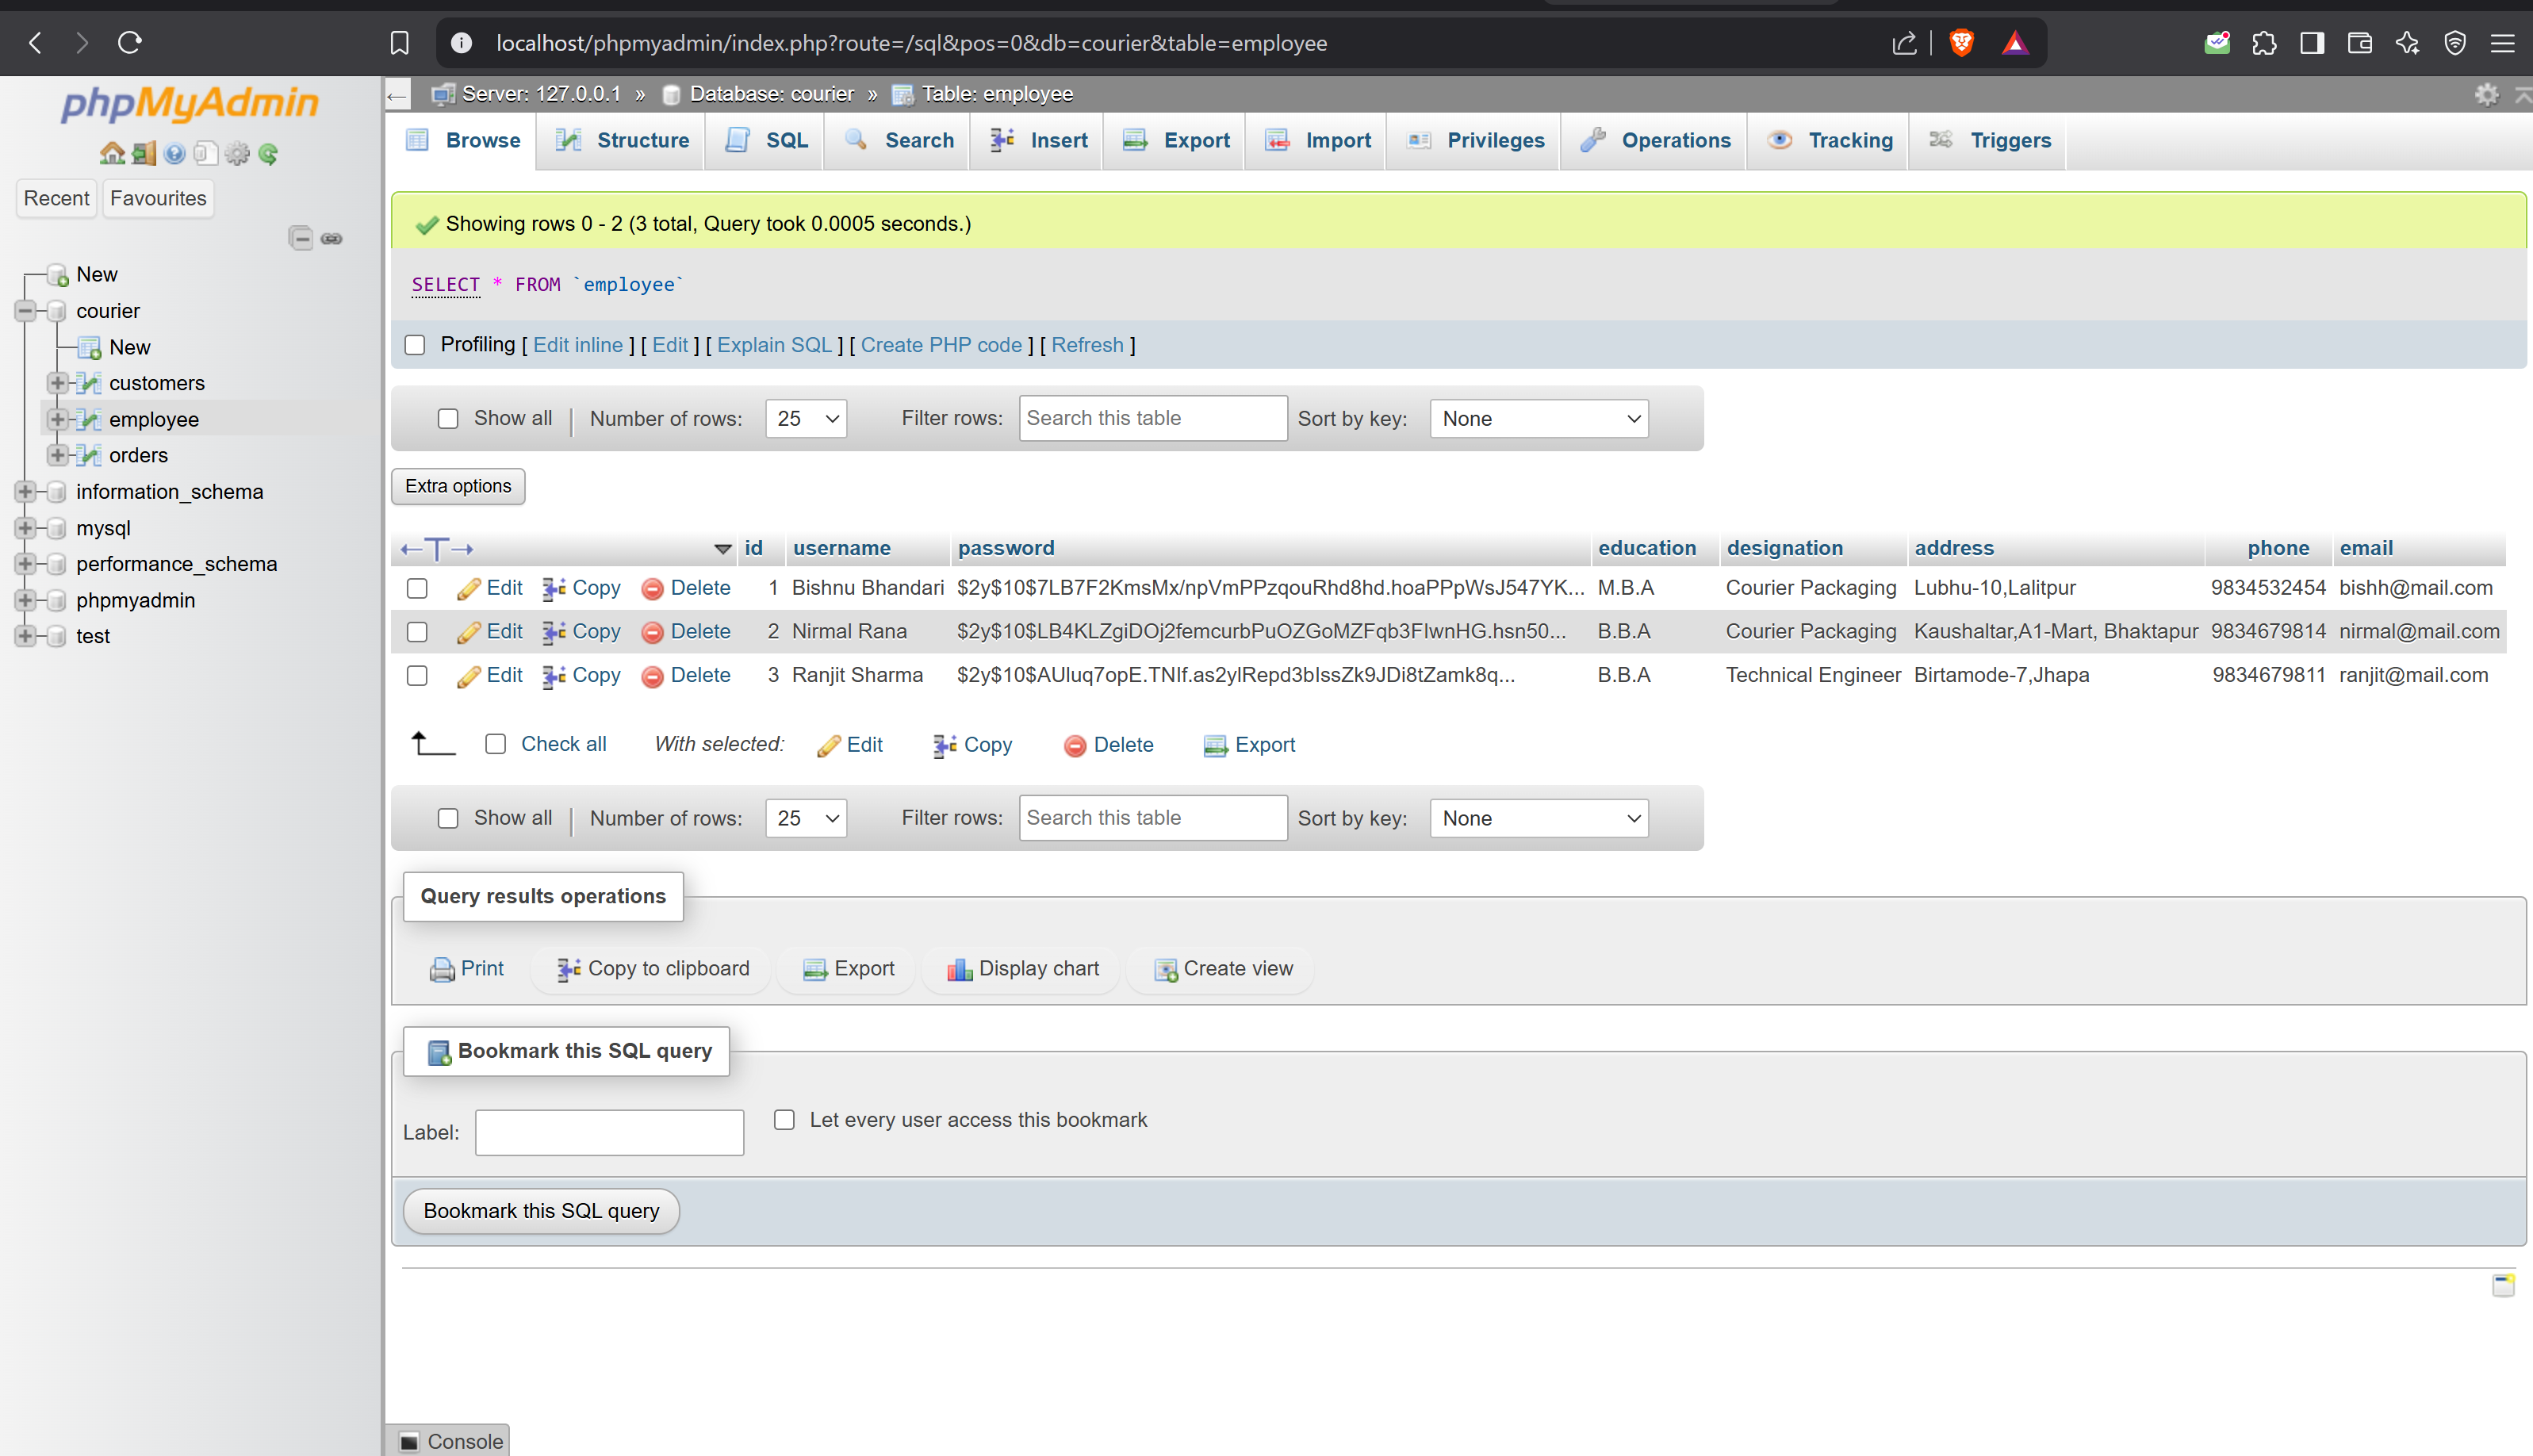 localhost/phpmyadmin/index.php?route=/sql&pos=0&db=courier&table=employee
phpMyAdmin
Recent Favourites
New
courier
New
customers
employee
orders
information_schema
mysql
performance_schema
phpmyadmin
test
Server: 127.0.0.1 » Database: courier » Table: employee
Browse Structure SQL Search Insert Export Import Privileges Operations Tracking Triggers
Showing rows 0 - 2 (3 total, Query took 0.0005 seconds.)
SELECT * FROM `employee`
Profiling [ Edit inline ] [ Edit ] [ Explain SQL ] [ Create PHP code ] [ Refresh ]
Show all | Number of rows: 25 Filter rows: Search this table Sort by key: None
Extra options
id username password education designation address phone email
Edit Copy Delete 1 Bishnu Bhandari $2y$10$7LB7F2KmsMx/npVmPPzqouRhd8hd.hoaPPpWsJ547YK... M.B.A Courier Packaging Lubhu-10,Lalitpur 9834532454 bishh@mail.com
Edit Copy Delete 2 Nirmal Rana $2y$10$LB4KLZgiDOj2femcurbPuOZGoMZFqb3FlwnHG.hsn50... B.B.A Courier Packaging Kaushaltar,A1-Mart, Bhaktapur 9834679814 nirmal@mail.com
Edit Copy Delete 3 Ranjit Sharma $2y$10$AUluq7opE.TNlf.as2ylRepd3bIssZk9JDi8tZamk8q... B.B.A Technical Engineer Birtamode-7,Jhapa 9834679811 ranjit@mail.com
Check all With selected: Edit Copy Delete Export
Show all | Number of rows: 25 Filter rows: Search this table Sort by key: None
Query results operations
Print Copy to clipboard Export Display chart Create view
Bookmark this SQL query
Label: Let every user access this bookmark
Bookmark this SQL query
Console